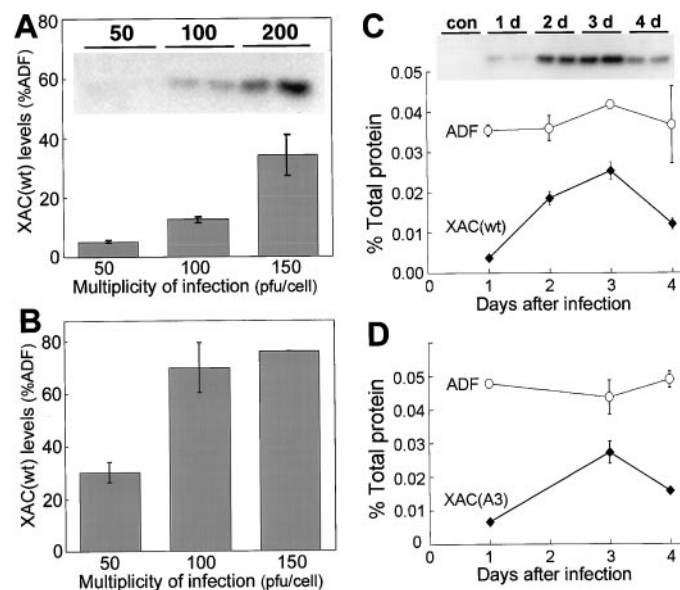 A
50 100 200
XAC(wt) levels (%ADF)
80
60
40
20
0
50 100 150
Multiplicity of infection (pfu/cell)
B
XAC(wt) levels (%ADF)
80
60
40
20
0
50 100 150
Multiplicity of infection (pfu/cell)
C
con 1 d 2 d 3 d 4 d
% Total protein
0.05
0.04
0.03
0.02
0.01
0.00
ADF
XAC(wt)
0 1 2 3 4
Days after infection
D
% Total protein
0.05
0.04
0.03
0.02
0.01
0
ADF
XAC(A3)
0 1 2 3 4
Days after infection